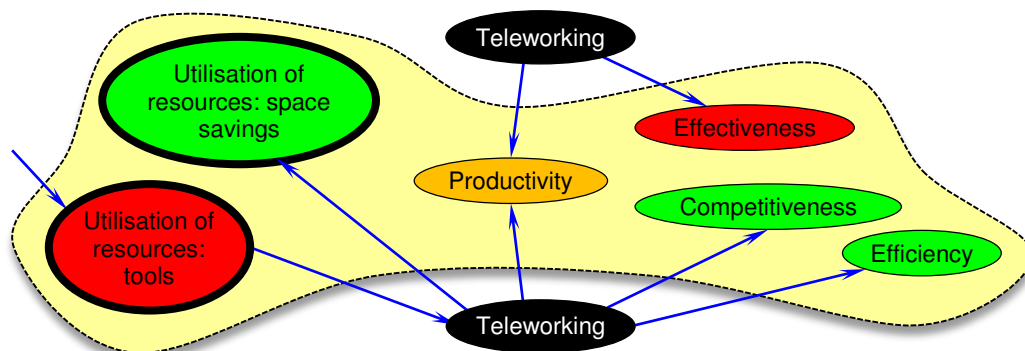 Teleworking
Utilisation of
resources: space
savings
Effectiveness
Productivity
Competitiveness
Utilisation of
resources:
tools
Efficiency
Teleworking